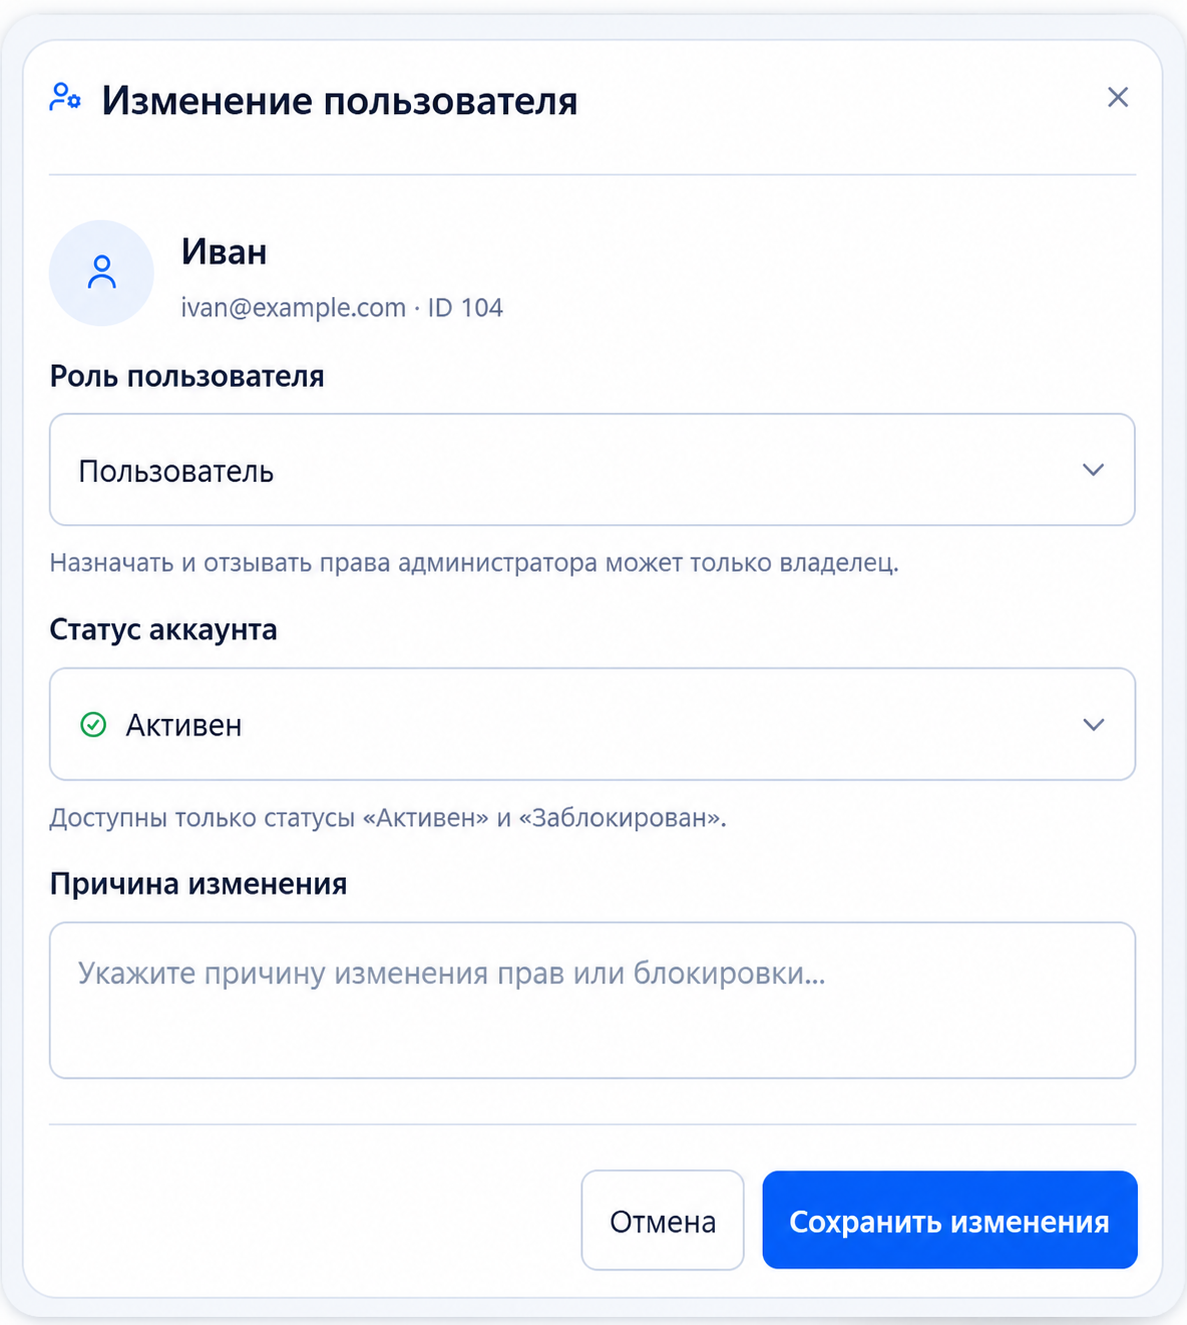 Изменение пользователя
Иван
ivan@example.com · ID 104
Роль пользователя
Пользователь
Назначать и отзывать права администратора может только владелец.
Статус аккаунта
Активен
Доступны только статусы «Активен» и «Заблокирован».
Причина изменения
Укажите причину изменения прав или блокировки...
Отмена
Сохранить изменения